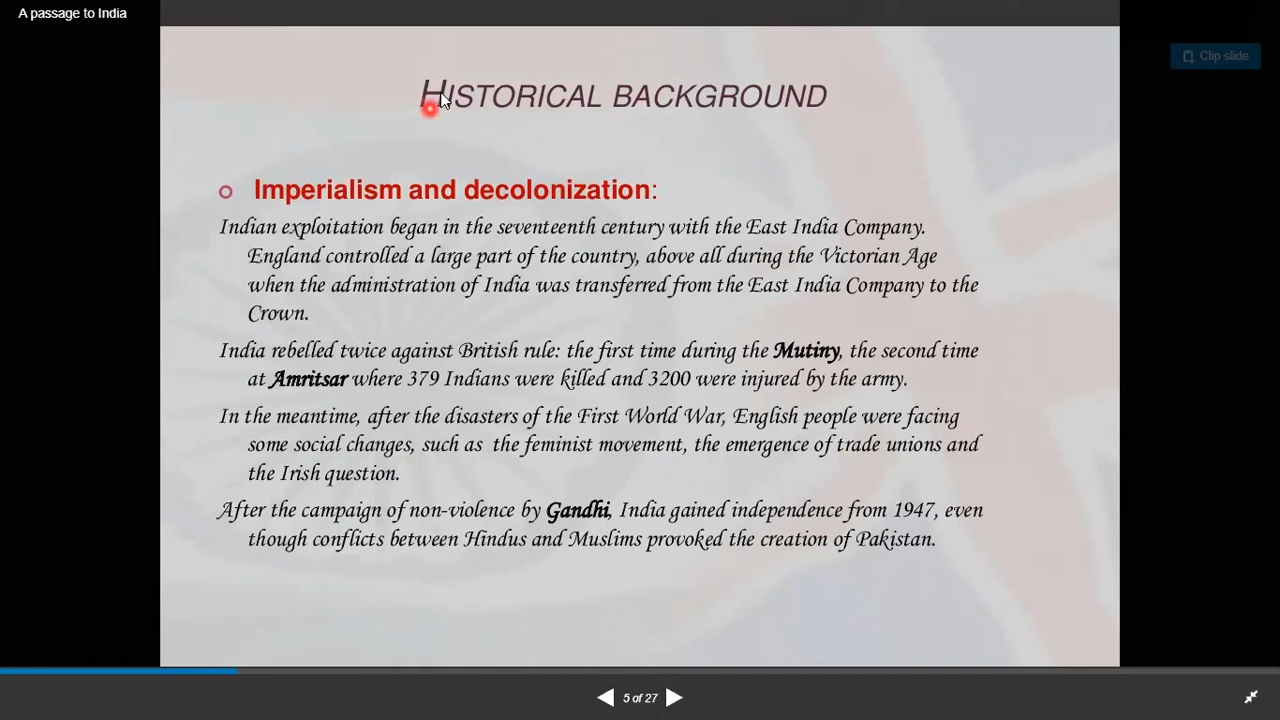 A passage to India
Clip slide
HISTORICAL BACKGROUND
Imperialism and decolonization:
Indian exploitation began in the seventeenth century with the East India Company.
England controlled a large part of the country, above all during the Victorian Age
when the administration of India was transferred from the East India Company to the
Crown.
India rebelled twice against British rule: the first time during the Mutiny, the second time
at Amritsar where 379 Indians were killed and 3200 were injured by the army.
In the meantime, after the disasters of the First World War, English people were facing
some social changes, such as the feminist movement, the emergence of trade unions and
the Irish question.
After the campaign of non-violence by Gandhi, India gained independence from 1947, even
though conflicts between Hindus and Muslims provoked the creation of Pakistan.
5 of 27